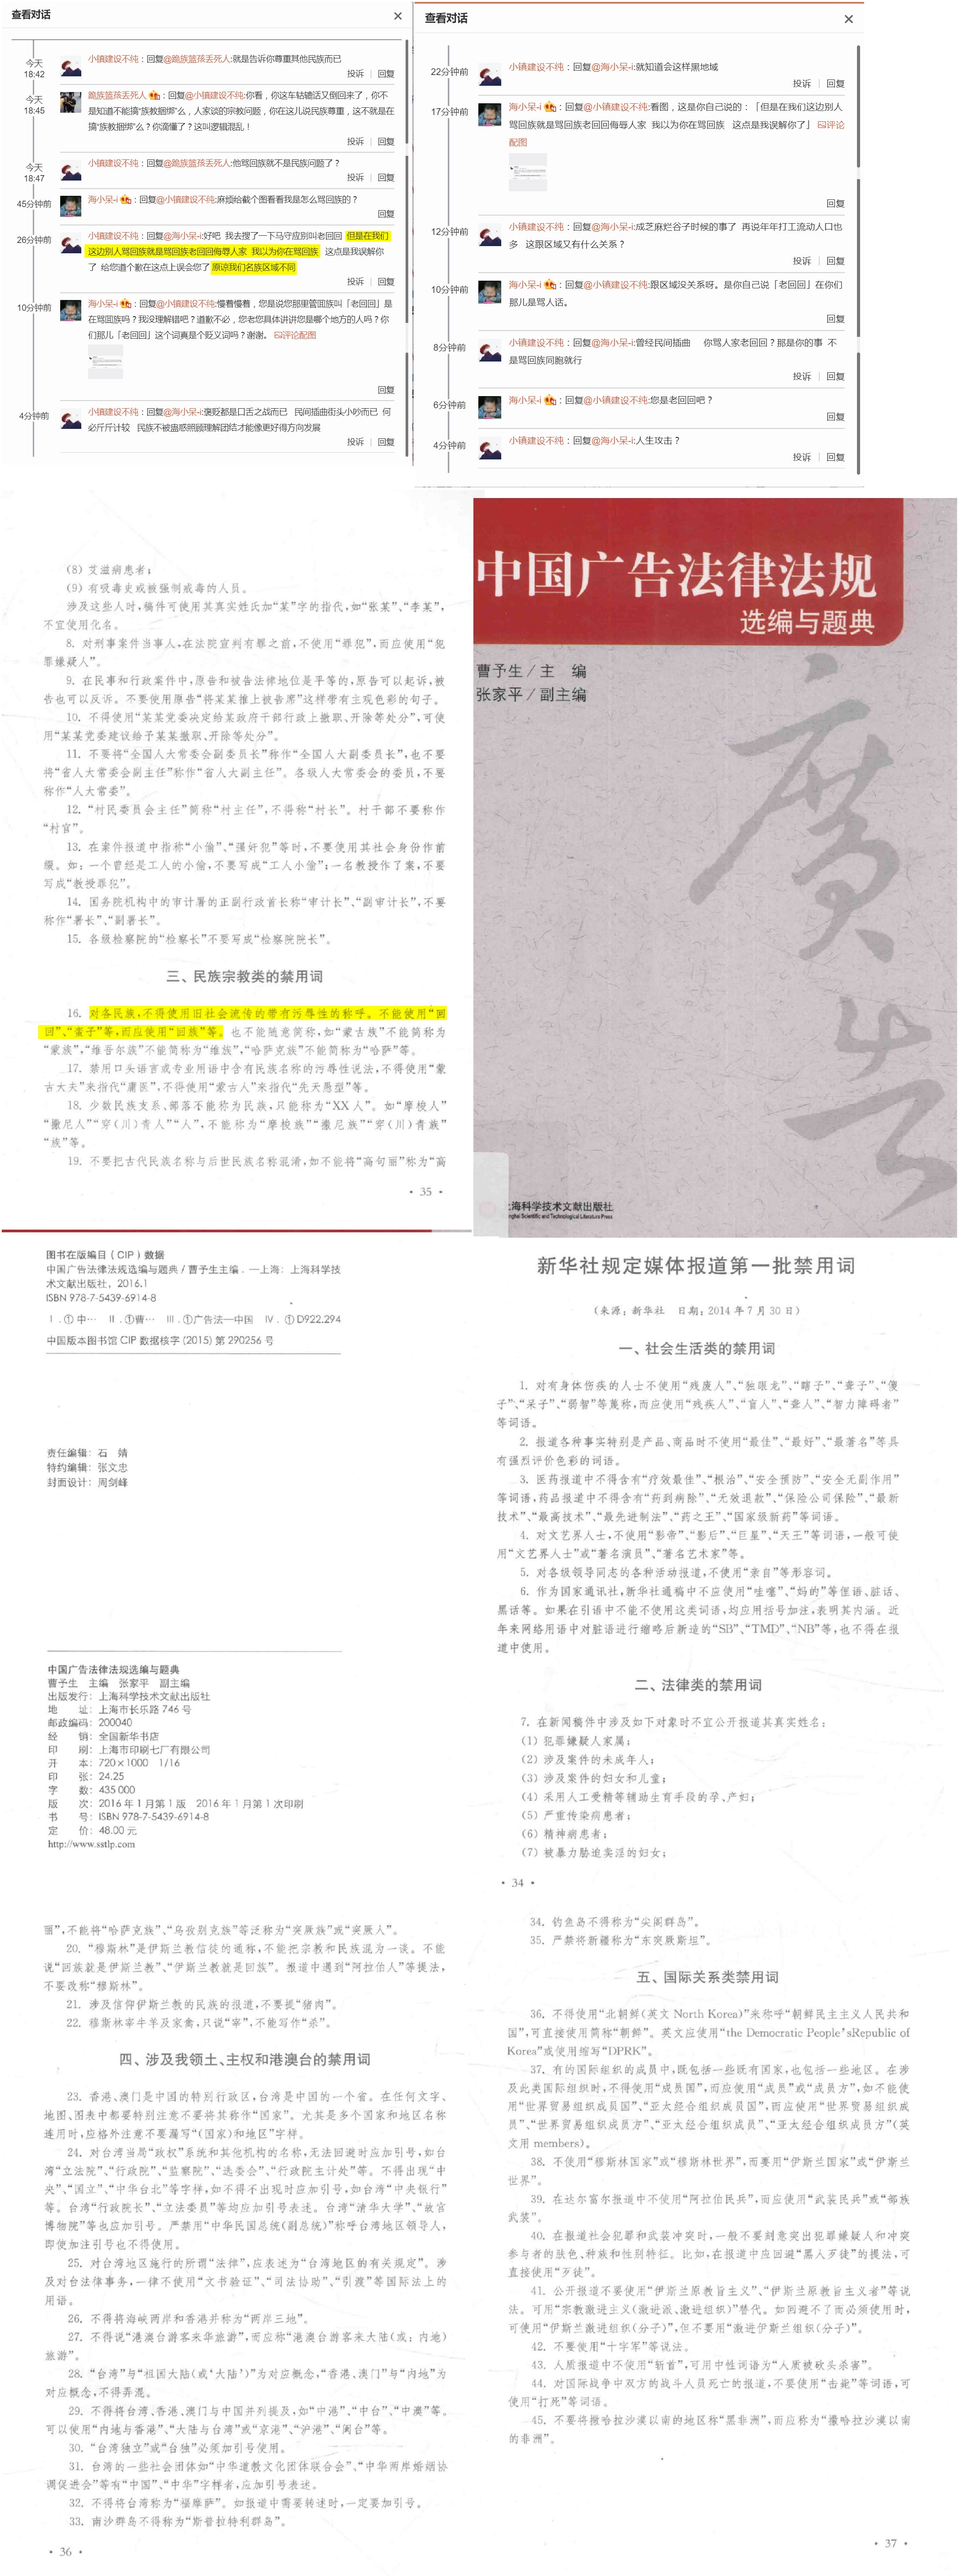 查看对话
今天
18:42
小镇建设不纯：回复@跪族篮孩丢死人:就是告诉你尊重其他民族而已
投诉 | 回复
今天
18:45
跪族篮孩丢死人：回复@小镇建设不纯:你看，你这车轱辘话又倒回来了，你不
是知道不能搞“族教捆绑”么，人家谈的宗教问题，你在这儿说民族尊重，这不就是在
搞“族教捆绑”么？你滴懂了？这叫逻辑混乱！
投诉 | 回复
今天
18:47
小镇建设不纯：回复@跪族篮孩丢死人:他骂回族就不是民族问题了？
投诉 | 回复
45分钟前
海小呆-i：回复@小镇建设不纯:麻烦给截个图看看我是怎么骂回族的？
回复
26分钟前
小镇建设不纯：回复@海小呆-i:好吧 我去搜了一下马守应别叫老回回 但是在我们
这边别人骂回族就是骂回族老回回侮辱人家 我以为你在骂回族 这点是我误解你
了 给您道个歉在这点上误会您了 原谅我们名族区域不同
投诉 | 回复
10分钟前
海小呆-i：回复@小镇建设不纯:慢着慢着，您是说您那里管回族叫「老回回」是
在骂回族吗？我没理解错吧？道歉不必，您老您具体讲讲您是哪个地方的人吗？你
们那儿「老回回」这个词真是个贬义词吗？谢谢。评论配图
回复
4分钟前
小镇建设不纯：回复@海小呆-i:褒贬都是口舌之战而已 民间插曲街头小吵而已 何
必斤斤计较 民族不被蛊惑照顾理解团结才能像更好得方向发展
投诉 | 回复
查看对话
22分钟前
小镇建设不纯：回复@海小呆-i:就知道会这样黑地域
投诉 | 回复
17分钟前
海小呆-i：回复@小镇建设不纯:看图，这是你自己说的：「但是在我们这边别人
骂回族就是骂回族老回回侮辱人家 我以为你在骂回族 这点是我误解你了」评论
配图
回复
12分钟前
小镇建设不纯：回复@海小呆-i:成芝麻烂谷子时候的事了 再说年年打工流动人口也
多 这跟区域又有什么关系？
投诉 | 回复
10分钟前
海小呆-i：回复@小镇建设不纯:跟区域没关系呀。是你自己说「老回回」在你们
那儿是骂人话。
回复
8分钟前
小镇建设不纯：回复@海小呆-i:曾经民间插曲 你骂人家老回回？那是你的事 不
是骂回族同胞就行
投诉 | 回复
6分钟前
海小呆-i：回复@小镇建设不纯:您是老回回吧？
回复
4分钟前
小镇建设不纯：回复@海小呆-i:人生攻击？
投诉 | 回复
(8) 艾滋病患者；
(9) 有吸毒史或被强制戒毒的人员。
涉及这些人时，稿件可使用其真实姓氏加“某”字的指代，如“张某”、“李某”，
不宜使用化名。
8. 对刑事案件当事人，在法院宣判有罪之前，不使用“罪犯”，而应使用“犯
罪嫌疑人”。
9. 在民事和行政案件中，原告和被告法律地位是平等的，原告可以起诉，被
告也可以反诉。不要使用原告“将某某推上被告席”这样带有主观色彩的句子。
10. 不得使用“某某党委决定给某政府干部行政上撤职、开除等处分”，可使
用“某某党委建议给予某某撤职、开除等处分”。
11. 不要将“全国人大常委会副委员长”称作“全国人大副委员长”，也不要
将“省人大常委会副主任”称作“省人大副主任”。各级人大常委会的委员，不要
称作“人大常委”。
12. “村民委员会主任”简称“村主任”，不得称“村长”。村干部不要称作
“村官”。
13. 在案件报道中指称“小偷”、“强奸犯”等时，不要使用其社会身份作前
缀。如：一个曾经是工人的小偷，不要写成“工人小偷”；一名教授作了案，不要
写成“教授罪犯”。
14. 国务院机构中的审计署的正副行政首长称“审计长”、“副审计长”，不要
称作“署长”、“副署长”。
15. 各级检察院的“检察长”不要写成“检察院院长”。
三、民族宗教类的禁用词
16. 对各民族，不得使用旧社会流传的带有污辱性的称呼。不能使用“回
回”、“蛮子”等，而应使用“回族”等。也不能随意简称，如“蒙古族”不能简称为
“蒙族”，“维吾尔族”不能简称为“维族”，“哈萨克族”不能简称为“哈萨”等。
17. 禁用口头语言或专业用语中含有民族名称的污辱性说法，不得使用“蒙
古大夫”来指代“庸医”，不得使用“蒙古人”来指代“先天愚型”等。
18. 少数民族支系、部落不能称为民族，只能称为“XX人”。如“摩梭人”
“撒尼人”“穿(川)青人”“人”，不能称为“摩梭族”“撒尼族”“穿(川)青族”
“族”等。
19. 不要把古代民族名称与后世民族名称混淆，如不能将“高句丽”称为“高
• 35 •
中国广告法律法规
选编与题典
曹予生 / 主 编
张家平 / 副主编
廣告
上海科学技术文献出版社
Shanghai Scientific and Technological Literature Press
图书在版编目（CIP）数据
中国广告法律法规选编与题典 / 曹予生主编．—上海：上海科学技
术文献出版社，2016.1
ISBN 978-7-5439-6914-8
Ⅰ．①中… Ⅱ．①曹… Ⅲ．①广告法—中国 Ⅳ．①D922.294
中国版本图书馆 CIP 数据核字 (2015) 第 290256 号
责任编辑：石 婧
特约编辑：张文忠
封面设计：周剑峰
中国广告法律法规选编与题典
曹予生 主编 张家平 副主编
出版发行：上海科学技术文献出版社
地 址：上海市长乐路 746 号
邮政编码：200040
经 销：全国新华书店
印 刷：上海市印刷七厂有限公司
开 本：720×1000 1/16
印 张：24.25
字 数：435 000
版 次：2016 年 1 月第 1 版 2016 年 1 月第 1 次印刷
书 号：ISBN 978-7-5439-6914-8
定 价：48.00 元
http://www.sstlp.com
新华社规定媒体报道第一批禁用词
（来源：新华社 日期：2014 年 7 月 30 日）
一、社会生活类的禁用词
1. 对有身体伤疾的人士不使用“残废人”、“独眼龙”、“瞎子”、“聋子”、“傻
子”、“呆子”、“弱智”等蔑称，而应使用“残疾人”、“盲人”、“聋人”、“智力障碍者”
等词语。
2. 报道各种事实特别是产品、商品时不使用“最佳”、“最好”、“最著名”等具
有强烈评价色彩的词语。
3. 医药报道中不得含有“疗效最佳”、“根治”、“安全预防”、“安全无副作用”
等词语，药品报道中不得含有“药到病除”、“无效退款”、“保险公司保险”、“最新
技术”、“最高技术”、“最先进制法”、“药之王”、“国家级新药”等词语。
4. 对文艺界人士，不使用“影帝”、“影后”、“巨星”、“天王”等词语，一般可使
用“文艺界人士”或“著名演员”、“著名艺术家”等。
5. 对各级领导同志的各种活动报道，不使用“亲自”等形容词。
6. 作为国家通讯社，新华社通稿中不应使用“哇噻”、“妈的”等俚语、脏话、
黑话等。如果在引语中不能不使用这类词语，均应用括号加注，表明其内涵。近
年来网络用语中对脏话进行缩略后新造的“SB”、“TMD”、“NB”等，也不得在报
道中使用。
二、法律类的禁用词
7. 在新闻稿件中涉及如下对象时不宜公开报道其真实姓名：
(1) 犯罪嫌疑人家属；
(2) 涉及案件的未成年人；
(3) 涉及案件的妇女和儿童；
(4) 采用人工受精等辅助生育手段的孕、产妇；
(5) 严重传染病患者；
(6) 精神病患者；
(7) 被暴力胁迫卖淫的妇女；
• 34 •
丽”，不能将“哈萨克族”、“乌孜别克族”等泛称为“突厥族”或“突厥人”。
20. “穆斯林”是伊斯兰教信徒的通称，不能把宗教和民族混为一谈。不能
说“回族就是伊斯兰教”、“伊斯兰教就是回族”。报道中遇到“阿拉伯人”等提法，
不要改称“穆斯林”。
21. 涉及信仰伊斯兰教的民族的报道，不要提“猪肉”。
22. 穆斯林宰牛羊及家禽，只说“宰”，不能写作“杀”。
四、涉及我领土、主权和港澳台的禁用词
23. 香港、澳门是中国的特别行政区，台湾是中国的一个省。在任何文字、
地图、图表中都要特别注意不要将其称作“国家”。尤其是多个国家和地区名称
连用时，应格外注意不要漏写“(国家)和地区”字样。
24. 对台湾当局“政权”系统和其他机构的名称，无法回避时应加引号，如台
湾“立法院”、“行政院”、“监察院”、“选委会”、“行政院主计处”等。不得出现“中
央”、“国立”、“中华台北”等字样，如不得不出现时应加引号，如台湾“中央银行”
等。台湾“行政院长”、“立法委员”等均应加引号表述。台湾“清华大学”、“故宫
博物院”等也应加引号。严禁用“中华民国总统(副总统)”称呼台湾地区领导人，
即使加注引号也不得使用。
25. 对台湾地区施行的所谓“法律”，应表述为“台湾地区的有关规定”。涉
及对台法律事务，一律不使用“文书验证”、“司法协助”、“引渡”等国际法上的
用语。
26. 不得将海峡两岸和香港并称为“两岸三地”。
27. 不得说“港澳台游客来华旅游”，而应称“港澳台游客来大陆(或：内地)
旅游”。
28. “台湾”与“祖国大陆(或‘大陆’)”为对应概念，“香港、澳门”与“内地”为
对应概念，不得弄混。
29. 不得将台湾、香港、澳门与中国并列提及，如“中港”、“中台”、“中澳”等。
可以使用“内地与香港”、“大陆与台湾”或“京港”、“沪港”、“闽台”等。
30. “台湾独立”或“台独”必须加引号使用。
31. 台湾的一些社会团体如“中华道教文化团体联合会”、“中华两岸婚姻协
调促进会”等有“中国”、“中华”字样者，应加引号表述。
32. 不得将台湾称为“福摩萨”。如报道中需要转述时，一定要加引号。
33. 南沙群岛不得称为“斯普拉特利群岛”。
• 36 •
34. 钓鱼岛不得称为“尖阁群岛”。
35. 严禁将新疆称为“东突厥斯坦”。
五、国际关系类禁用词
36. 不得使用“北朝鲜(英文 North Korea)”来称呼“朝鲜民主主义人民共和
国”，可直接使用简称“朝鲜”。英文应使用“the Democratic People'sRepublic of
Korea”或使用缩写“DPRK”。
37. 有的国际组织的成员中，既包括一些既有国家，也包括一些地区。在涉
及此类国际组织时，不得使用“成员国”，而应使用“成员”或“成员方”，如不能使
用“世界贸易组织成员国”、“亚太经合组织成员国”，而应使用“世界贸易组织成
员”、“世界贸易组织成员方”、“亚太经合组织成员”、“亚太经合组织成员方”(英
文用 members)。
38. 不使用“穆斯林国家”或“穆斯林世界”，而要用“伊斯兰国家”或“伊斯兰
世界”。
39. 在达尔富尔报道中不使用“阿拉伯民兵”，而应使用“武装民兵”或“部族
武装”。
40. 在报道社会犯罪和武装冲突时，一般不要刻意突出犯罪嫌疑人和冲突
参与者的肤色、种族和性别特征。比如，在报道中应回避“黑人歹徒”的提法，可
直接使用“歹徒”。
41. 公开报道不要使用“伊斯兰原教旨主义”、“伊斯兰原教旨主义者”等说
法。可用“宗教激进主义(激进派、激进组织)”替代。如回避不了而必须使用时，
可使用“伊斯兰激进组织(分子)”，但不要用“激进伊斯兰组织(分子)”。
42. 不要使用“十字军”等说法。
43. 人质报道中不使用“斩首”，可用中性词语为“人质被砍头杀害”。
44. 对国际战争中双方的战斗人员死亡的报道，不要使用“击毙”等词语，可
使用“打死”等词语。
45. 不要将撒哈拉沙漠以南的地区称“黑非洲”，而应称为“撒哈拉沙漠以南
的非洲”。
• 37 •